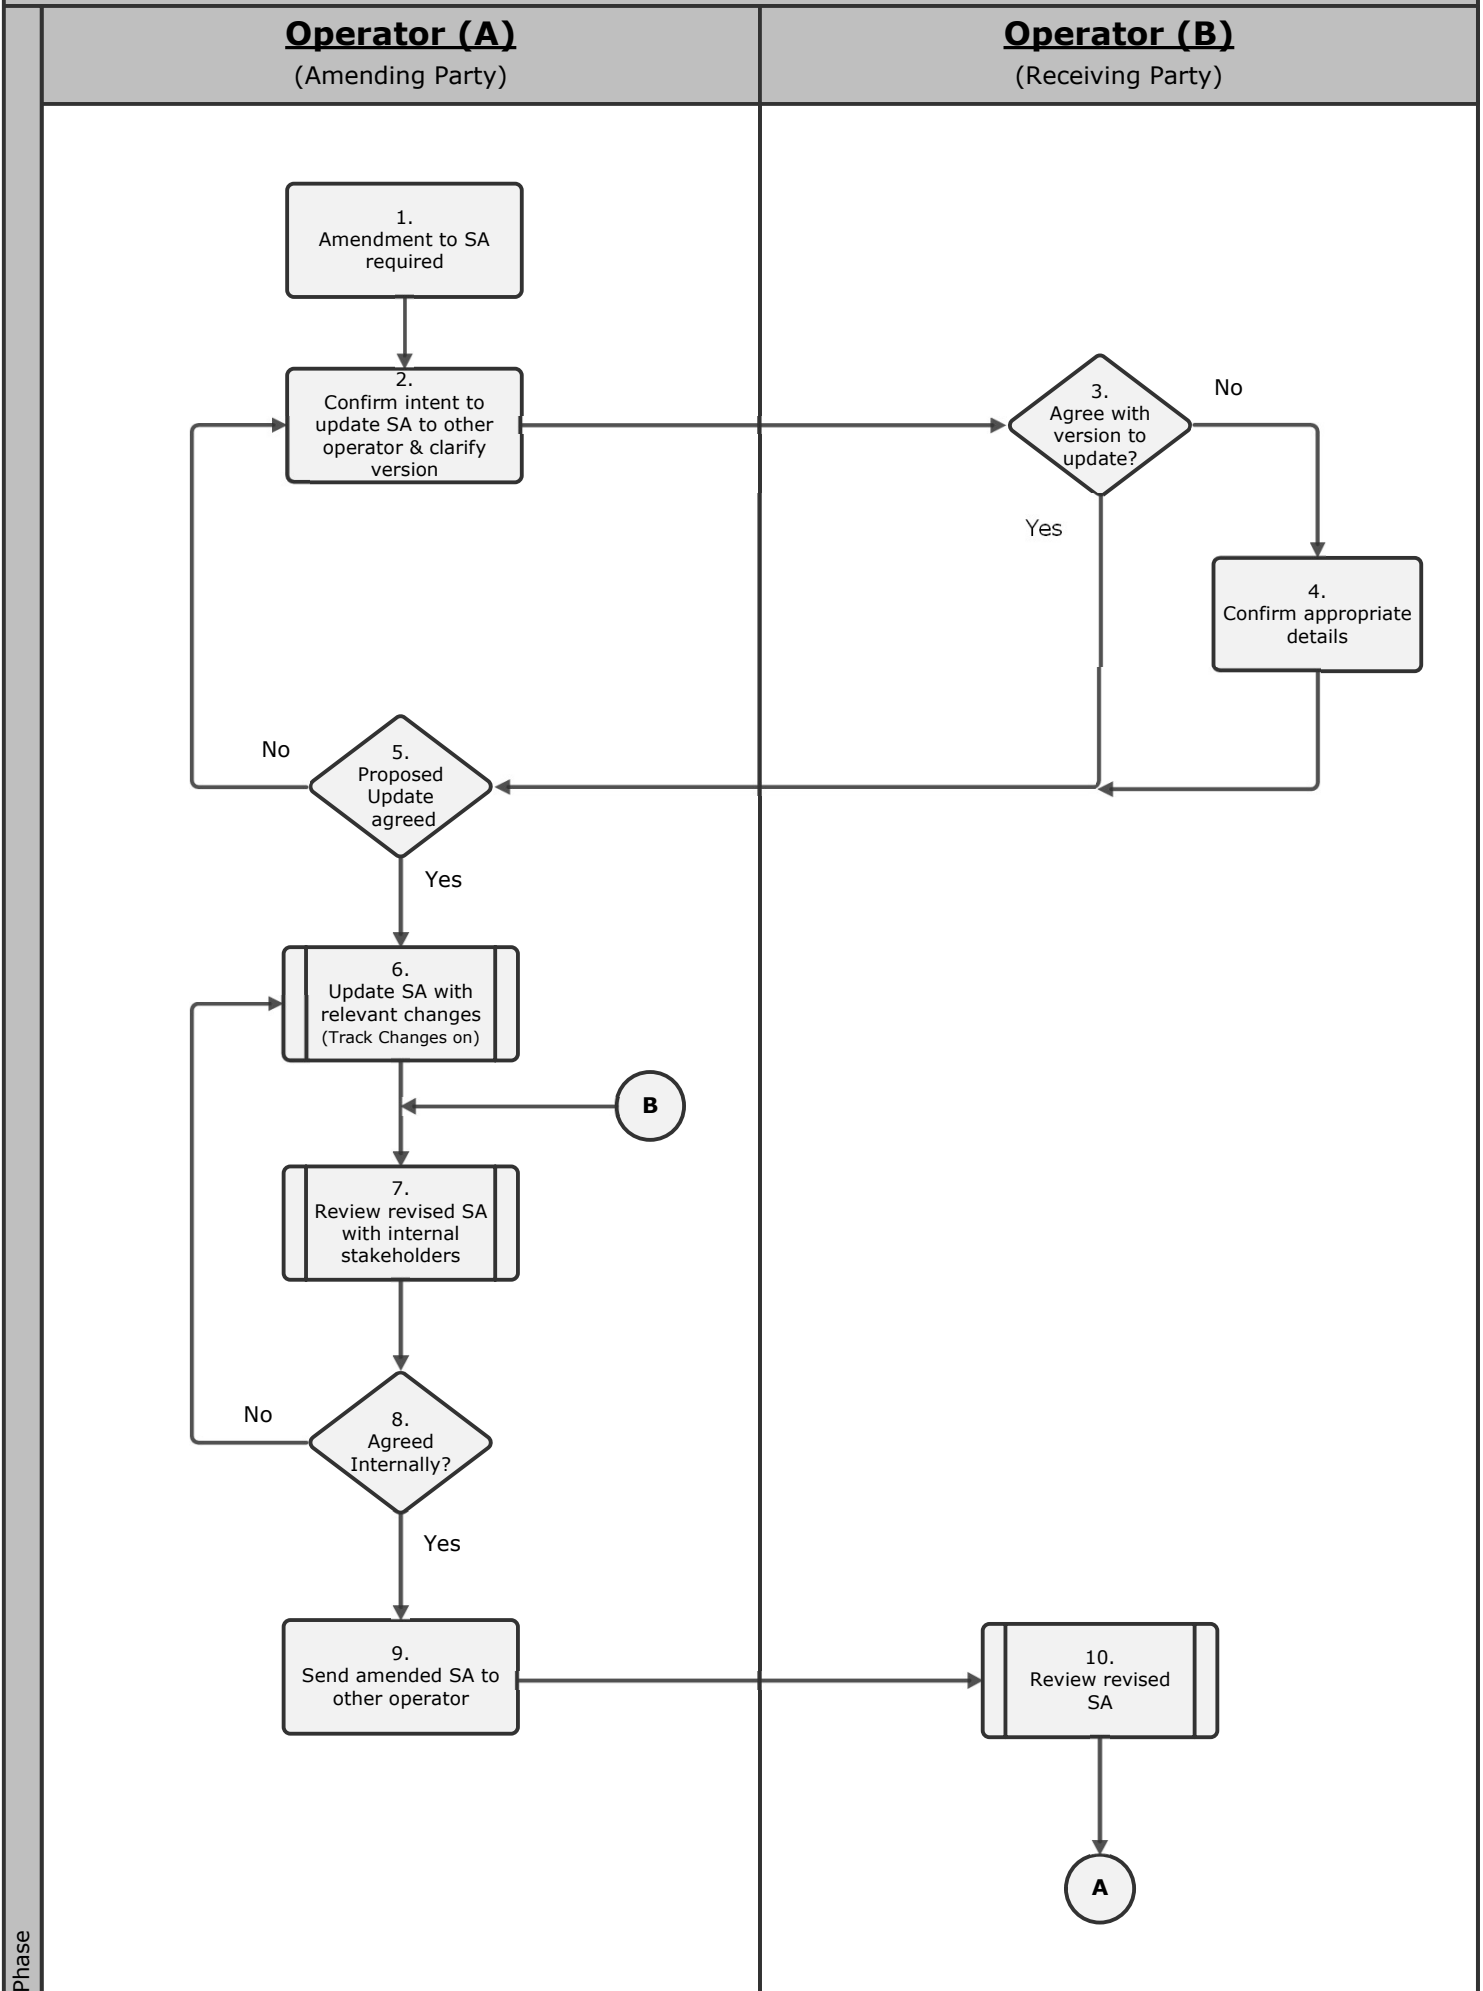 Operator (A)
(Amending Party)
Operator (B)
(Receiving Party)
1.
Amendment to SA
required
2.
Confirm intent to
update SA to other
operator & clarify
version
3.
Agree with
version to
update?
No
Yes
4.
Confirm appropriate
details
5.
Proposed
Update
agreed
No
Yes
6.
Update SA with
relevant changes
(Track Changes on)
B
7.
Review revised SA
with internal
stakeholders
8.
Agreed
Internally?
No
Yes
9.
Send amended SA to
other operator
10.
Review revised
SA
A
Phase